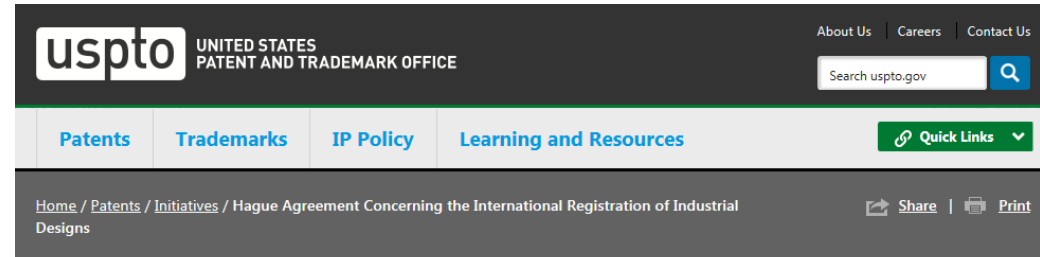 About Us Careers Contact Us
uspto UNITED STATES
PATENT AND TRADEMARK OFFICE
Search uspto.gov
Patents Trademarks IP Policy Learning and Resources Quick Links
Home / Patents / Initiatives / Hague Agreement Concerning the International Registration of Industrial Share | Print
Designs